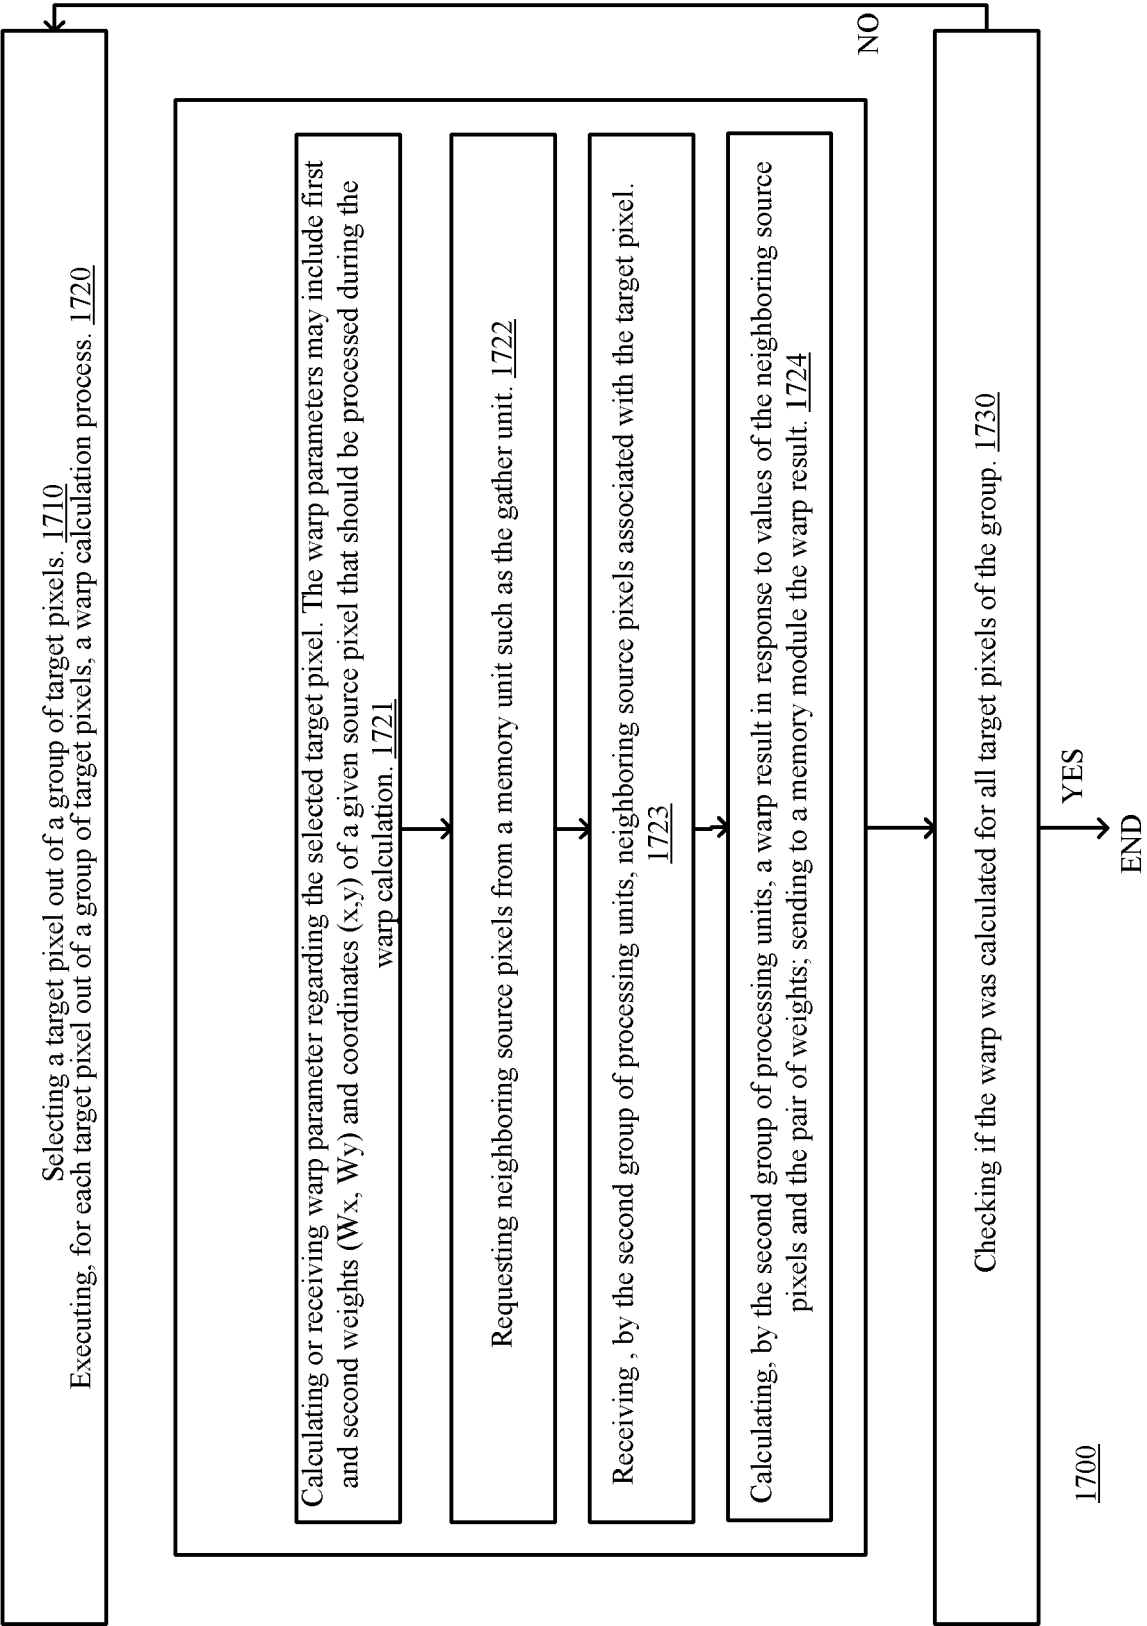 Selecting a target pixel out of a group of target pixels. 1710
Executing, for each target pixel out of a group of target pixels, a warp calculation process. 1720
Calculating or receiving warp parameter regarding the selected target pixel. The warp parameters may include first
and second weights (Wx, Wy) and coordinates (x,y) of a given source pixel that should be processed during the
warp calculation. 1721
Requesting neighboring source pixels from a memory unit such as the gather unit. 1722
Receiving , by the second group of processing units, neighboring source pixels associated with the target pixel.
1723
Calculating, by the second group of processing units, a warp result in response to values of the neighboring source
pixels and the pair of weights; sending to a memory module the warp result. 1724
NO
Checking if the warp was calculated for all target pixels of the group. 1730
YES
END
1700